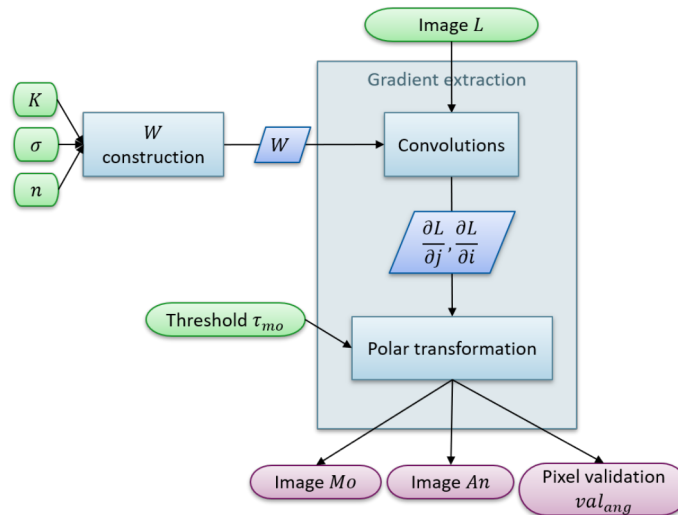 Image L
Gradient extraction
K
σ
n
W
construction
W
Convolutions
∂L/∂j, ∂L/∂i
Threshold τ_mo
Polar transformation
Image Mo
Image An
Pixel validation
val_ang